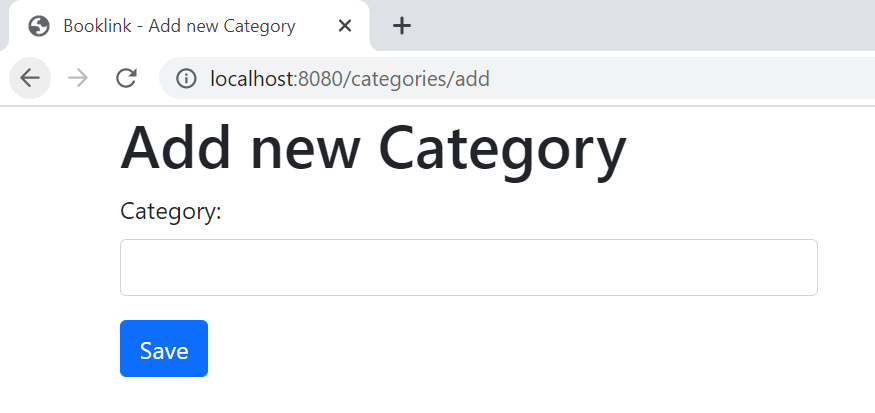 Booklink - Add new Category
localhost:8080/categories/add
Add new Category
Category:
Save